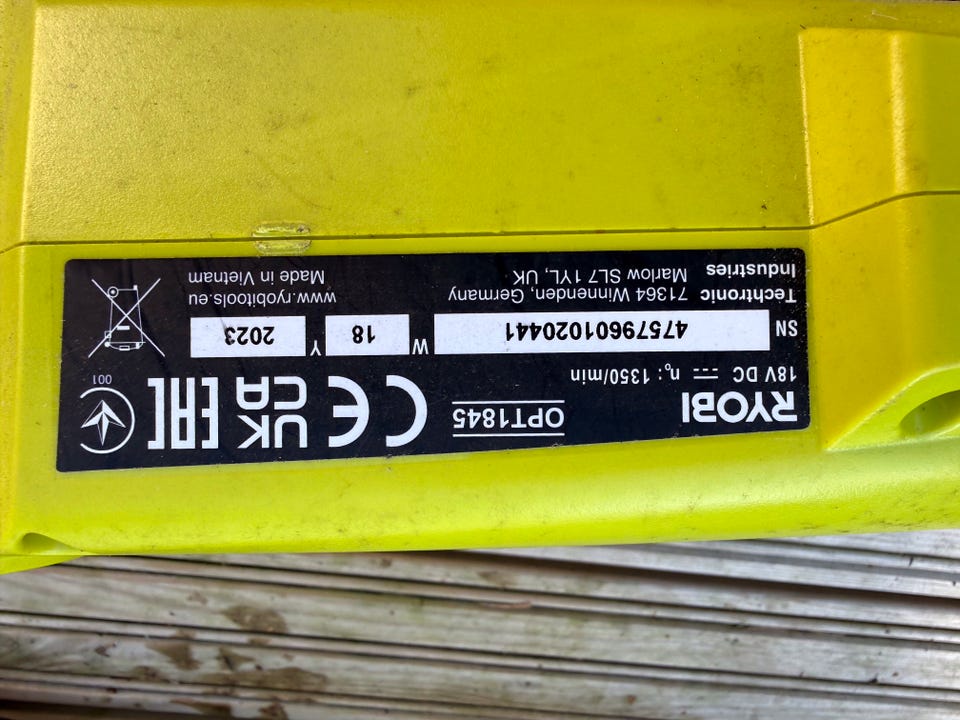 RYOBI
OPT1845
CE
UK
CA
EAC
001
18V DC n₀: 1350/min
SN 47579601020441 W 18 Y 2023
Techtronic Industries
71364 Winnenden, Germany
Marlow SL7 1YL, UK
www.ryobitools.eu
Made in Vietnam